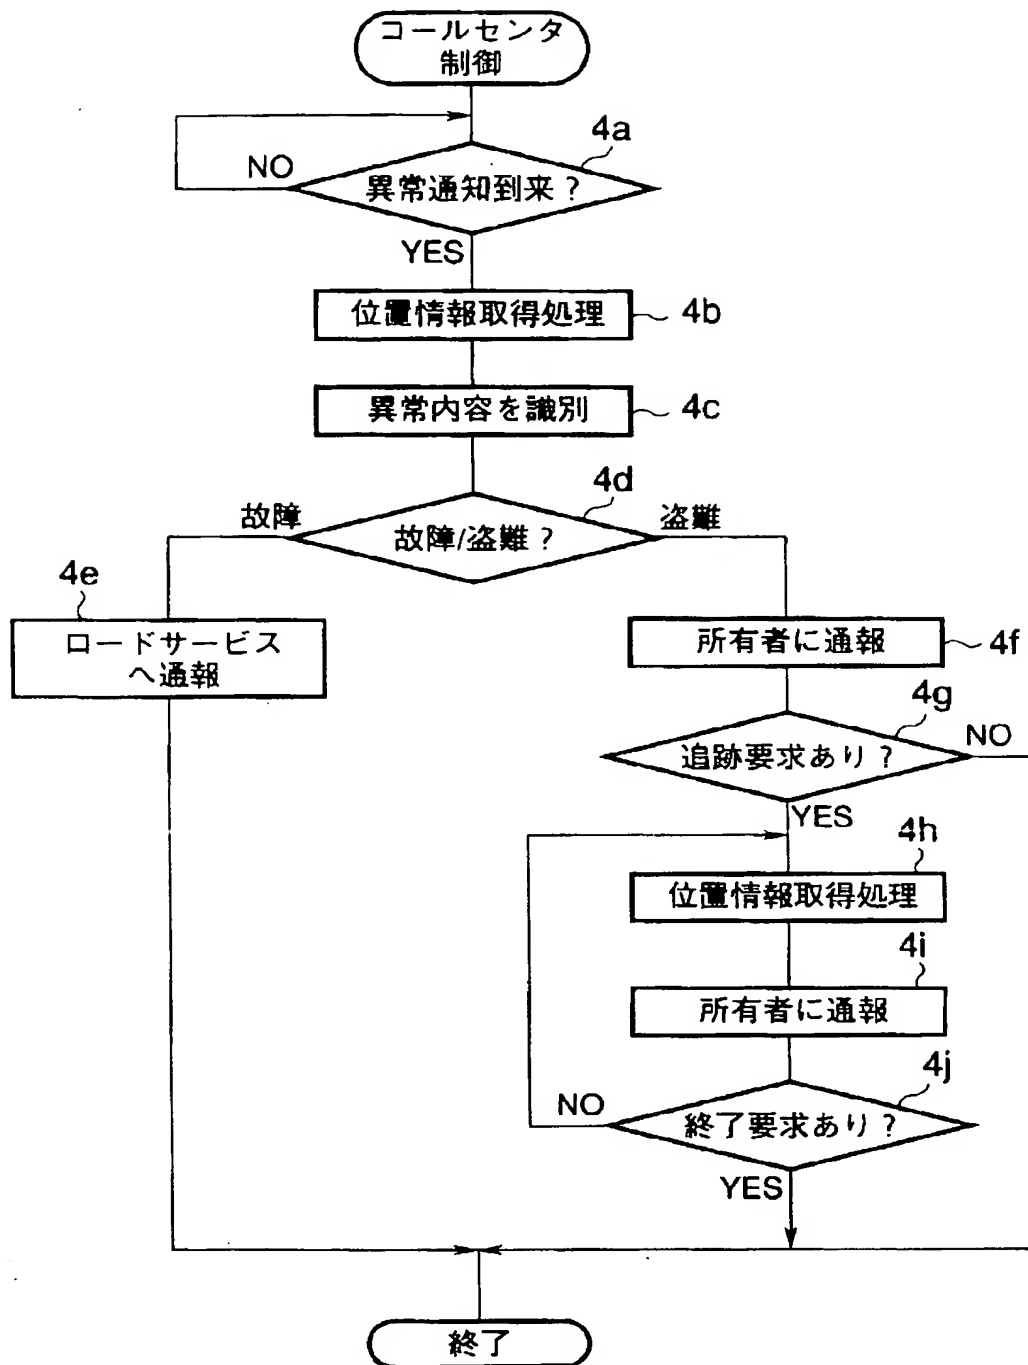 コールセンタ
制御
4a
NO
異常通知到来？
YES
位置情報取得処理
4b
異常内容を識別
4c
4d
故障
故障/盗難？
盗難
4e
ロードサービス
へ通報
所有者に通報
4f
4g
追跡要求あり？
NO
YES
4h
位置情報取得処理
4i
所有者に通報
4j
NO
終了要求あり？
YES
終了